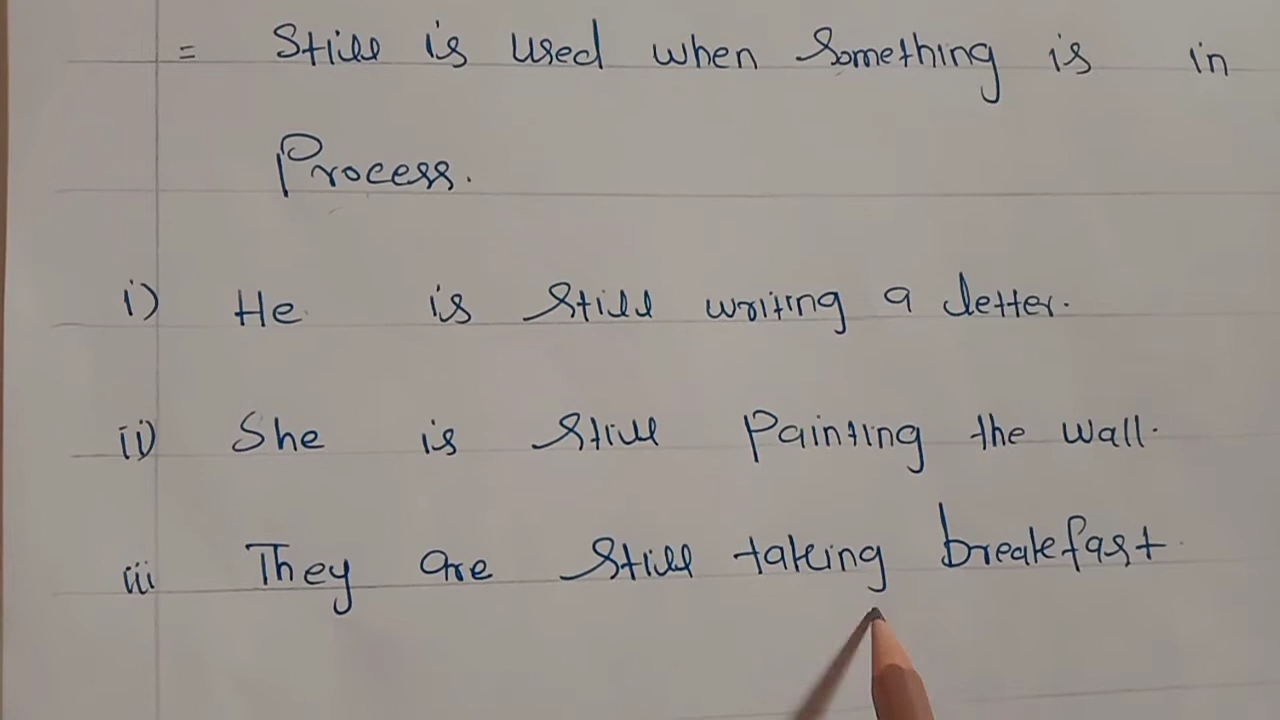 = Still is used when something is in
Process.
i) He is still writing a letter.
ii) She is still painting the wall.
iii They are still taking breakfast.